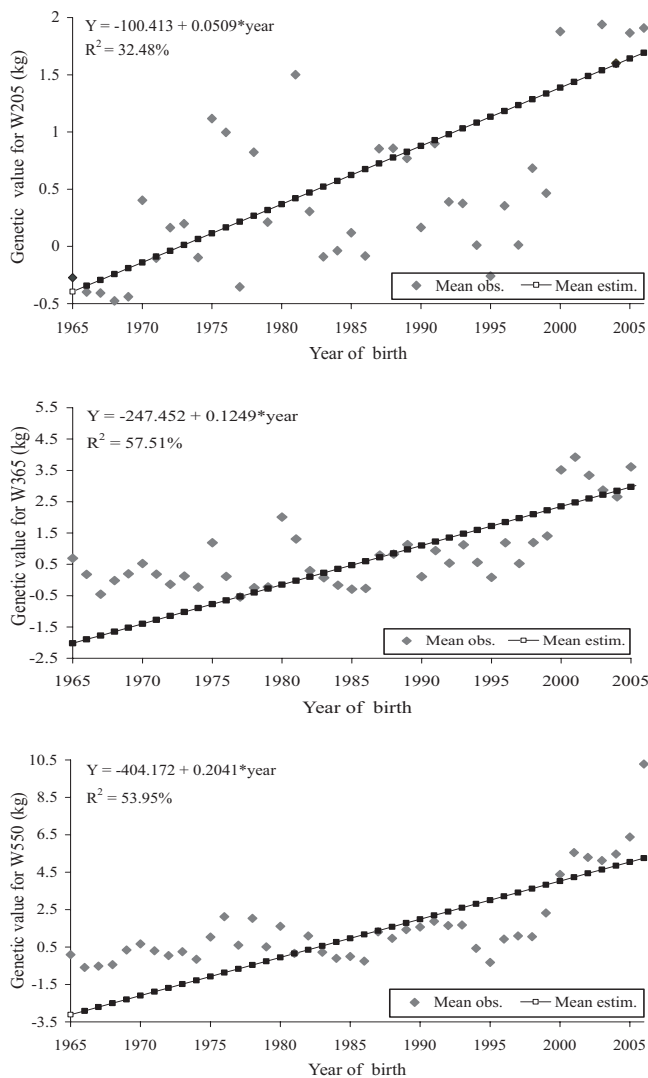 Y = -100.413 + 0.0509*year
R² = 32.48%
Genetic value for W205 (kg)
2
1.5
1
0.5
0
-0.5
Mean obs. Mean estim.
1965 1970 1975 1980 1985 1990 1995 2000 2005
Year of birth
Y = -247.452 + 0.1249*year
R² = 57.51%
Genetic value for W365 (kg)
5.5
4.5
3.5
2.5
1.5
0.5
-0.5
-1.5
-2.5
Mean obs. Mean estim.
1965 1970 1975 1980 1985 1990 1995 2000 2005
Year of birth
Y = -404.172 + 0.2041*year
R² = 53.95%
Genetic value for W550 (kg)
10.5
8.5
6.5
4.5
2.5
0.5
-1.5
-3.5
Mean obs. Mean estim.
1965 1970 1975 1980 1985 1990 1995 2000 2005
Year of birth